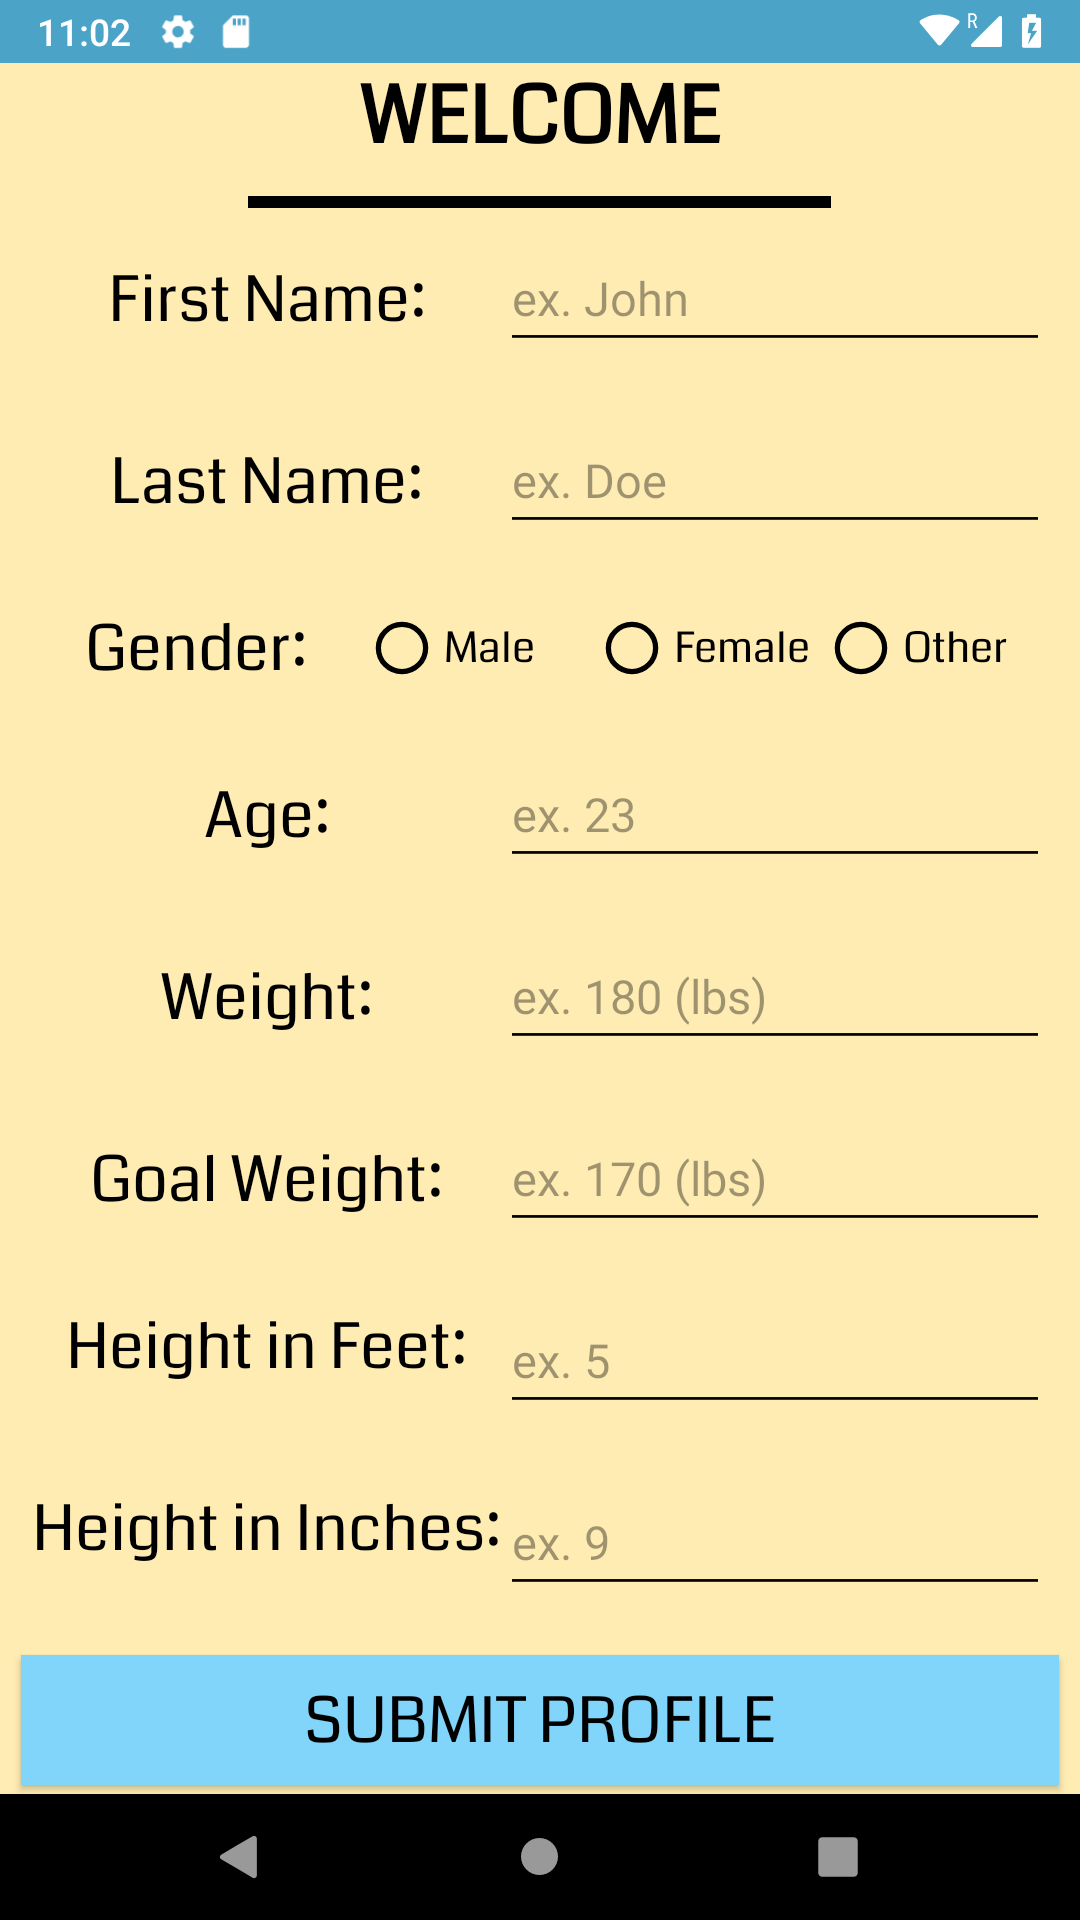 11:02 R
WELCOME
First Name: ex. John
Last Name: ex. Doe
Gender: Male Female Other
Age: ex. 23
Weight: ex. 180 (lbs)
Goal Weight: ex. 170 (lbs)
Height in Feet: ex. 5
Height in Inches: ex. 9
SUBMIT PROFILE